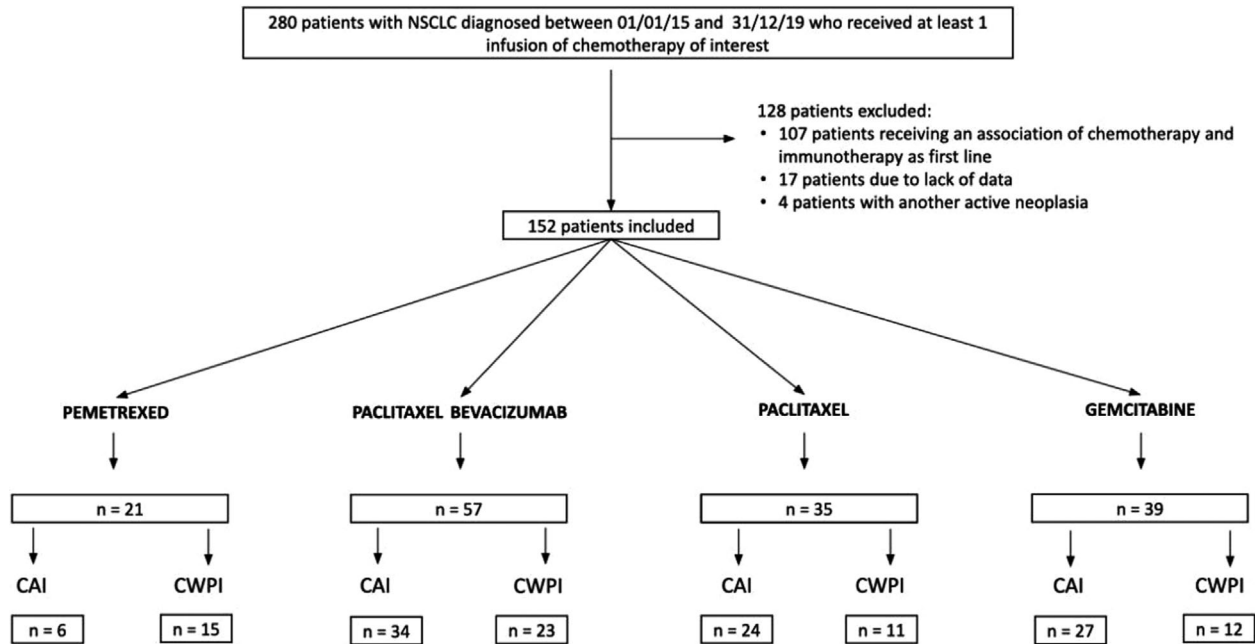 280 patients with NSCLC diagnosed between 01/01/15 and 31/12/19 who received at least 1
infusion of chemotherapy of interest
128 patients excluded:
• 107 patients receiving an association of chemotherapy and
immunotherapy as first line
• 17 patients due to lack of data
• 4 patients with another active neoplasia
152 patients included
PEMETREXED
PACLITAXEL BEVACIZUMAB
PACLITAXEL
GEMCITABINE
n = 21
n = 57
n = 35
n = 39
CAI
CWPI
CAI
CWPI
CAI
CWPI
CAI
CWPI
n = 6
n = 15
n = 34
n = 23
n = 24
n = 11
n = 27
n = 12